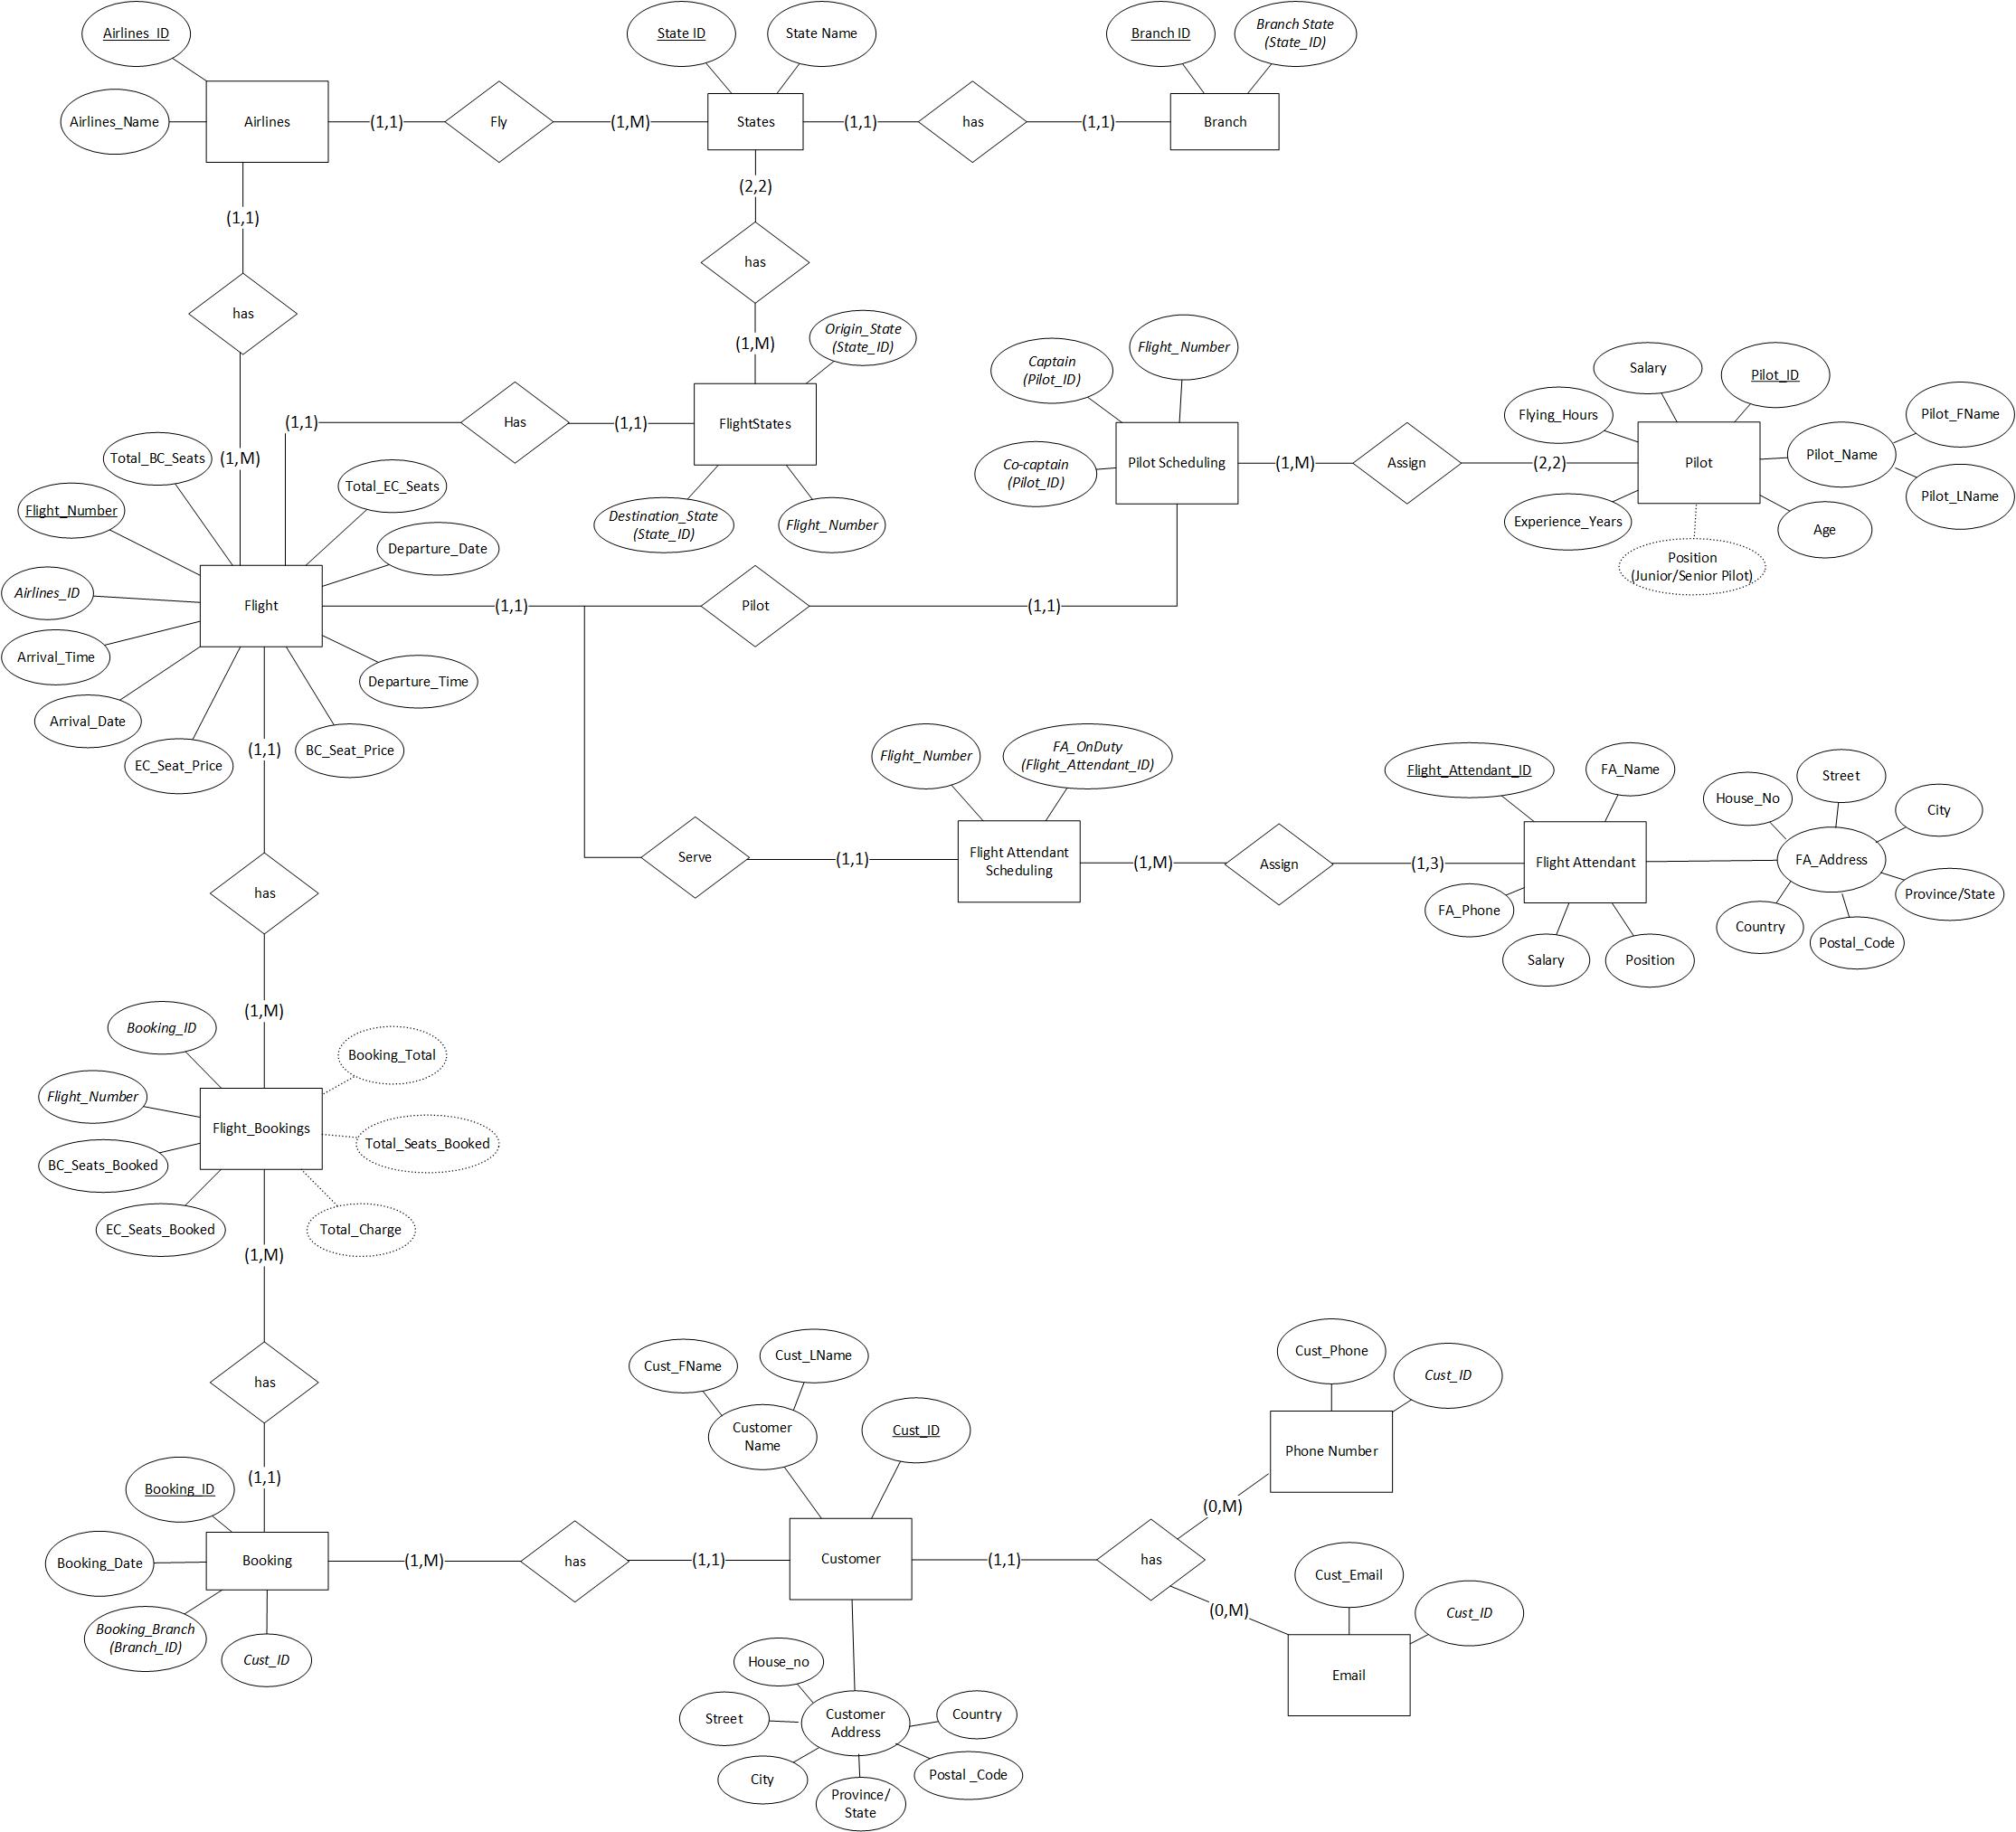 Airlines_ID
State ID
State Name
Branch ID
Branch State
(State_ID)
Airlines_Name
Airlines
(1,1)
Fly
(1,M)
States
(1,1)
has
(1,1)
Branch
(2,2)
(1,1)
has
has
(1,M)
Origin_State
(State_ID)
Captain
(Pilot_ID)
Flight_Number
Salary
Pilot_ID
Flying_Hours
Pilot_FName
(1,1)
Has
(1,1)
FlightStates
Pilot_Name
Total_BC_Seats
(1,M)
Co-captain
(Pilot_ID)
Pilot Scheduling
(1,M)
Assign
(2,2)
Pilot
Total_EC_Seats
Pilot_LName
Flight_Number
Destination_State
(State_ID)
Flight_Number
Experience_Years
Age
Departure_Date
Position
(Junior/Senior Pilot)
Airlines_ID
Flight
(1,1)
Pilot
(1,1)
Arrival_Time
Departure_Time
Arrival_Date
(1,1)
BC_Seat_Price
EC_Seat_Price
Flight_Number
FA_OnDuty
(Flight_Attendant_ID)
Flight_Attendant_ID
FA_Name
Street
House_No
City
Serve
(1,1)
Flight Attendant
Scheduling
(1,M)
Assign
(1,3)
Flight Attendant
FA_Address
has
FA_Phone
Province/State
Country
Postal_Code
Salary
Position
(1,M)
Booking_ID
Booking_Total
Flight_Number
Flight_Bookings
Total_Seats_Booked
BC_Seats_Booked
EC_Seats_Booked
Total_Charge
(1,M)
has
Cust_FName
Cust_LName
Cust_Phone
Cust_ID
Customer
Name
Cust_ID
Phone Number
(1,1)
Booking_ID
(0,M)
Booking_Date
Booking
(1,M)
has
(1,1)
Customer
(1,1)
has
Cust_Email
(0,M)
Cust_ID
Booking_Branch
(Branch_ID)
Cust_ID
Email
House_no
Street
Customer
Address
Country
City
Postal _Code
Province/
State